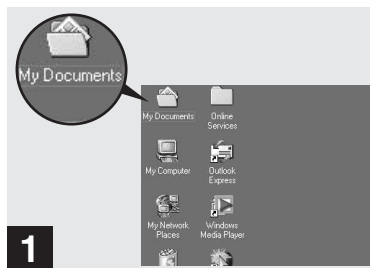 My Documents
My Documents
Online
Services
My Computer
Outlook
Express
My Network
Places
Windows
Media Player
1